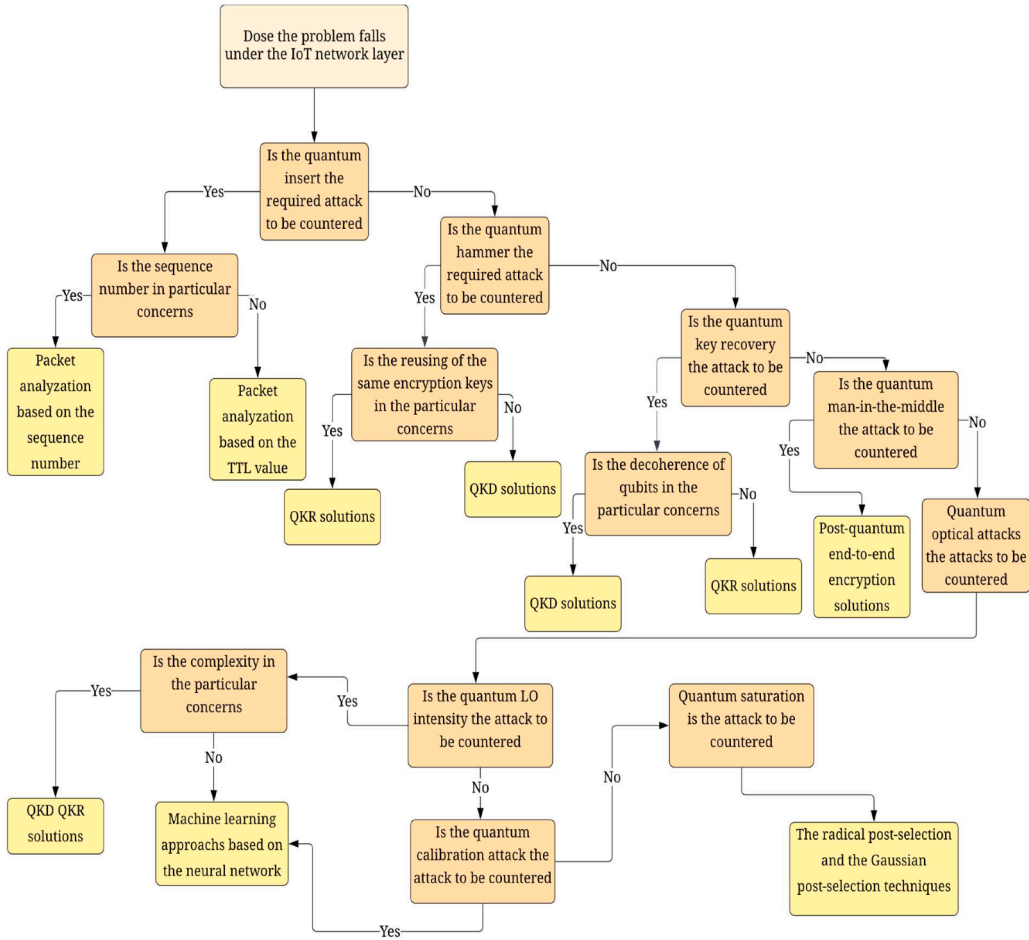 Dose the problem falls
under the IoT network layer
Is the quantum
insert the
required attack
to be countered
Yes
No
Is the quantum
hammer the
required attack
to be countered
Is the sequence
number in particular
concerns
Yes
No
Yes
No
Packet
analyzation
based on the
sequence
number
Packet
analyzation
based on the
TTL value
Is the reusing of the
same encryption keys
in the particular
concerns
Yes
No
QKR solutions
QKD solutions
Is the quantum
key recovery
the attack to be
countered
Yes
No
Is the quantum
man-in-the-middle
the attack to be
countered
Yes
No
Is the decoherence of
qubits in the
particular concerns
Yes
No
QKD solutions
QKR solutions
Post-quantum
end-to-end
encryption
solutions
Quantum
optical attacks
the attacks to be
countered
Is the complexity in
the particular
concerns
Yes
Yes
No
Is the quantum LO
intensity the attack to
be countered
No
Quantum saturation
is the attack to be
countered
No
QKD QKR
solutions
Machine learning
approachs based on
the neural network
Is the quantum
calibration attack the
attack to be countered
Yes
The radical post-selection
and the Gaussian
post-selection techniques